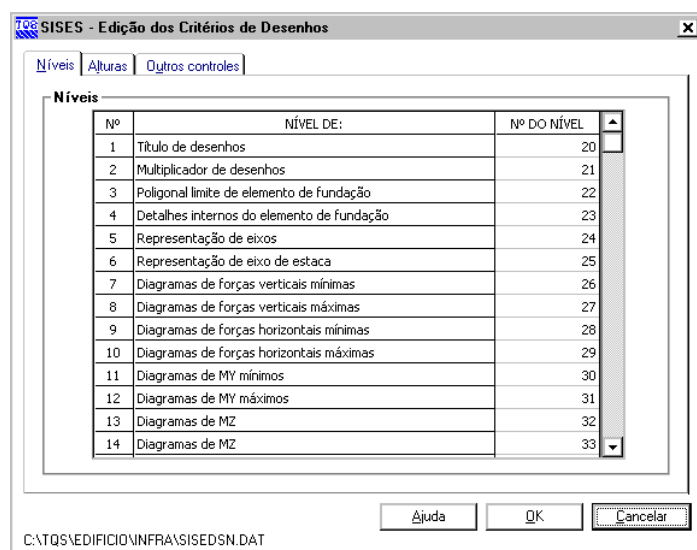 TQS SISES - Edição dos Critérios de Desenhos
Níveis Alturas Outros controles
Níveis
Nº NÍVEL DE: Nº DO NÍVEL
1 Título de desenhos 20
2 Multiplicador de desenhos 21
3 Poligonal limite de elemento de fundação 22
4 Detalhes internos do elemento de fundação 23
5 Representação de eixos 24
6 Representação de eixo de estaca 25
7 Diagramas de forças verticais mínimas 26
8 Diagramas de forças verticais máximas 27
9 Diagramas de forças horizontais mínimas 28
10 Diagramas de forças horizontais máximas 29
11 Diagramas de MY mínimos 30
12 Diagramas de MY máximos 31
13 Diagramas de MZ 32
14 Diagramas de MZ 33
Ajuda OK Cancelar
C:\TQS\EDIFICIO\INFRA\SISEDSN.DAT